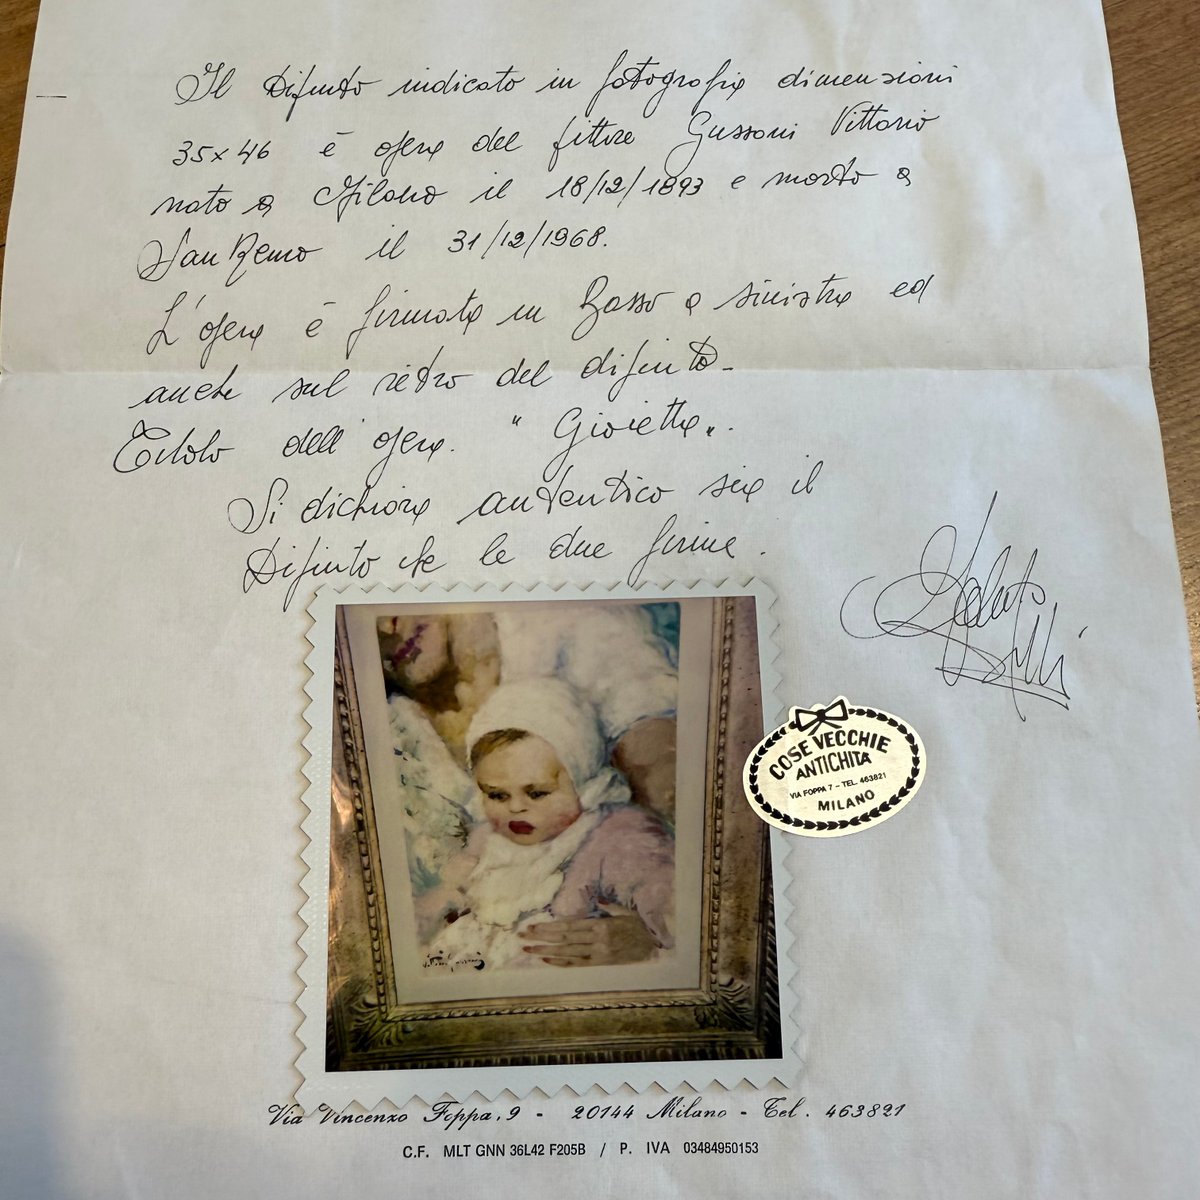 Il Dipinto indicato in fotografia dimensioni
35x46 è opera del pittore Gussoni Vittorio
nato a Milano il 18/12/1893 e morto a
San Remo il 31/12/1968.
L'opera è firmata in Basso a sinistra ed
anche sul retro del dipinto-
Titolo dell'opera. "Gioietta".
Si dichiara autentico sia il
Dipinto che le due firme.
COSE VECCHIE
ANTICHITÀ
VIA FOPPA 7 - TEL. 463821
MILANO
Via Vincenzo Foppa, 9 - 20144 Milano - Tel. 463821
C.F. MLT GNN 36L42 F205B / P. IVA 03484950153